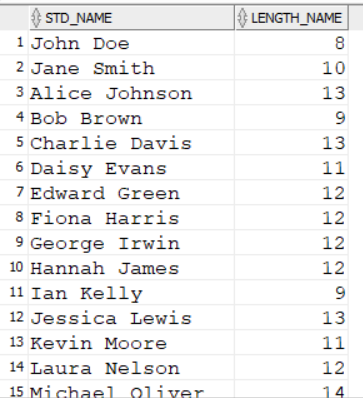 STD_NAME LENGTH_NAME
1 John Doe 8
2 Jane Smith 10
3 Alice Johnson 13
4 Bob Brown 9
5 Charlie Davis 13
6 Daisy Evans 11
7 Edward Green 12
8 Fiona Harris 12
9 George Irwin 12
10 Hannah James 12
11 Ian Kelly 9
12 Jessica Lewis 13
13 Kevin Moore 11
14 Laura Nelson 12
15 Michael Oliver 14